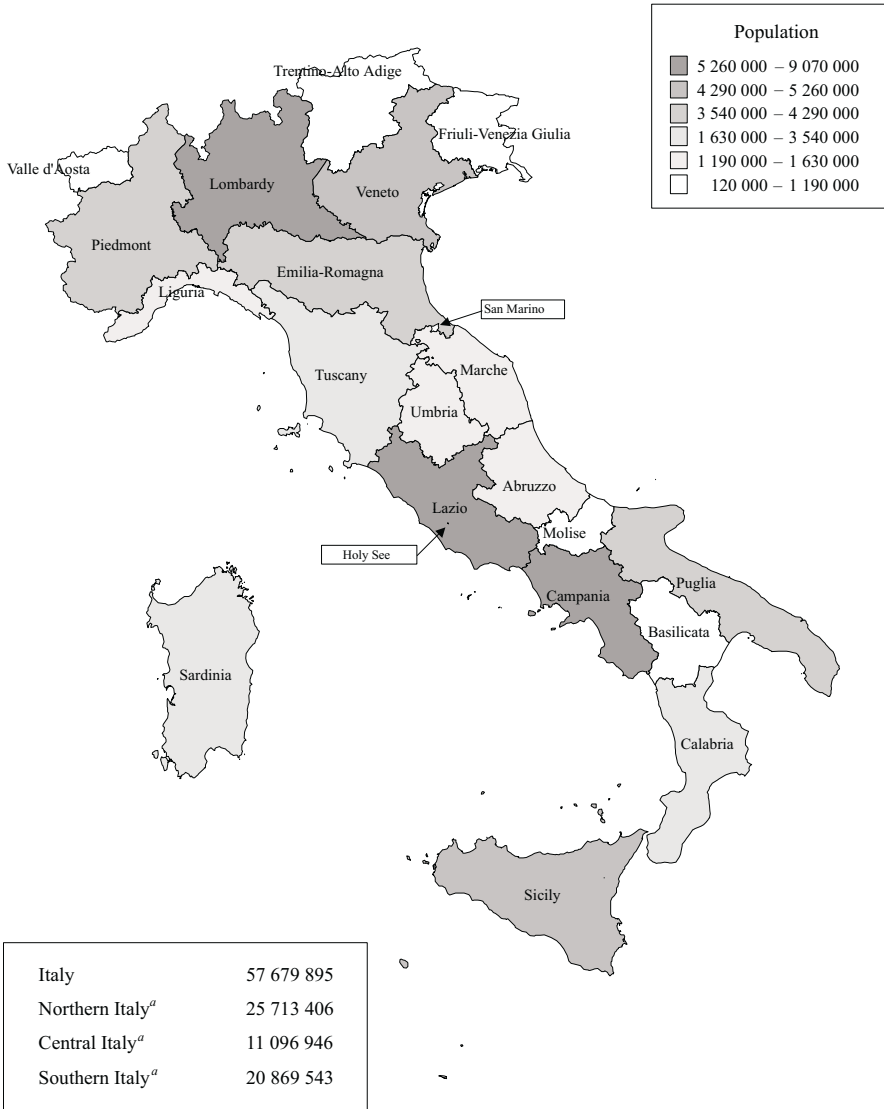 Population
5 260 000 – 9 070 000
4 290 000 – 5 260 000
3 540 000 – 4 290 000
1 630 000 – 3 540 000
1 190 000 – 1 630 000
120 000 – 1 190 000
Trentino-Alto Adige
Friuli-Venezia Giulia
Valle d'Aosta
Lombardy
Veneto
Piedmont
Emilia-Romagna
Liguria
San Marino
Tuscany
Marche
Umbria
Abruzzo
Lazio
Molise
Holy See
Puglia
Campania
Basilicata
Sardinia
Calabria
Sicily
Italy 57 679 895
Northern Italyᵃ 25 713 406
Central Italyᵃ 11 096 946
Southern Italyᵃ 20 869 543